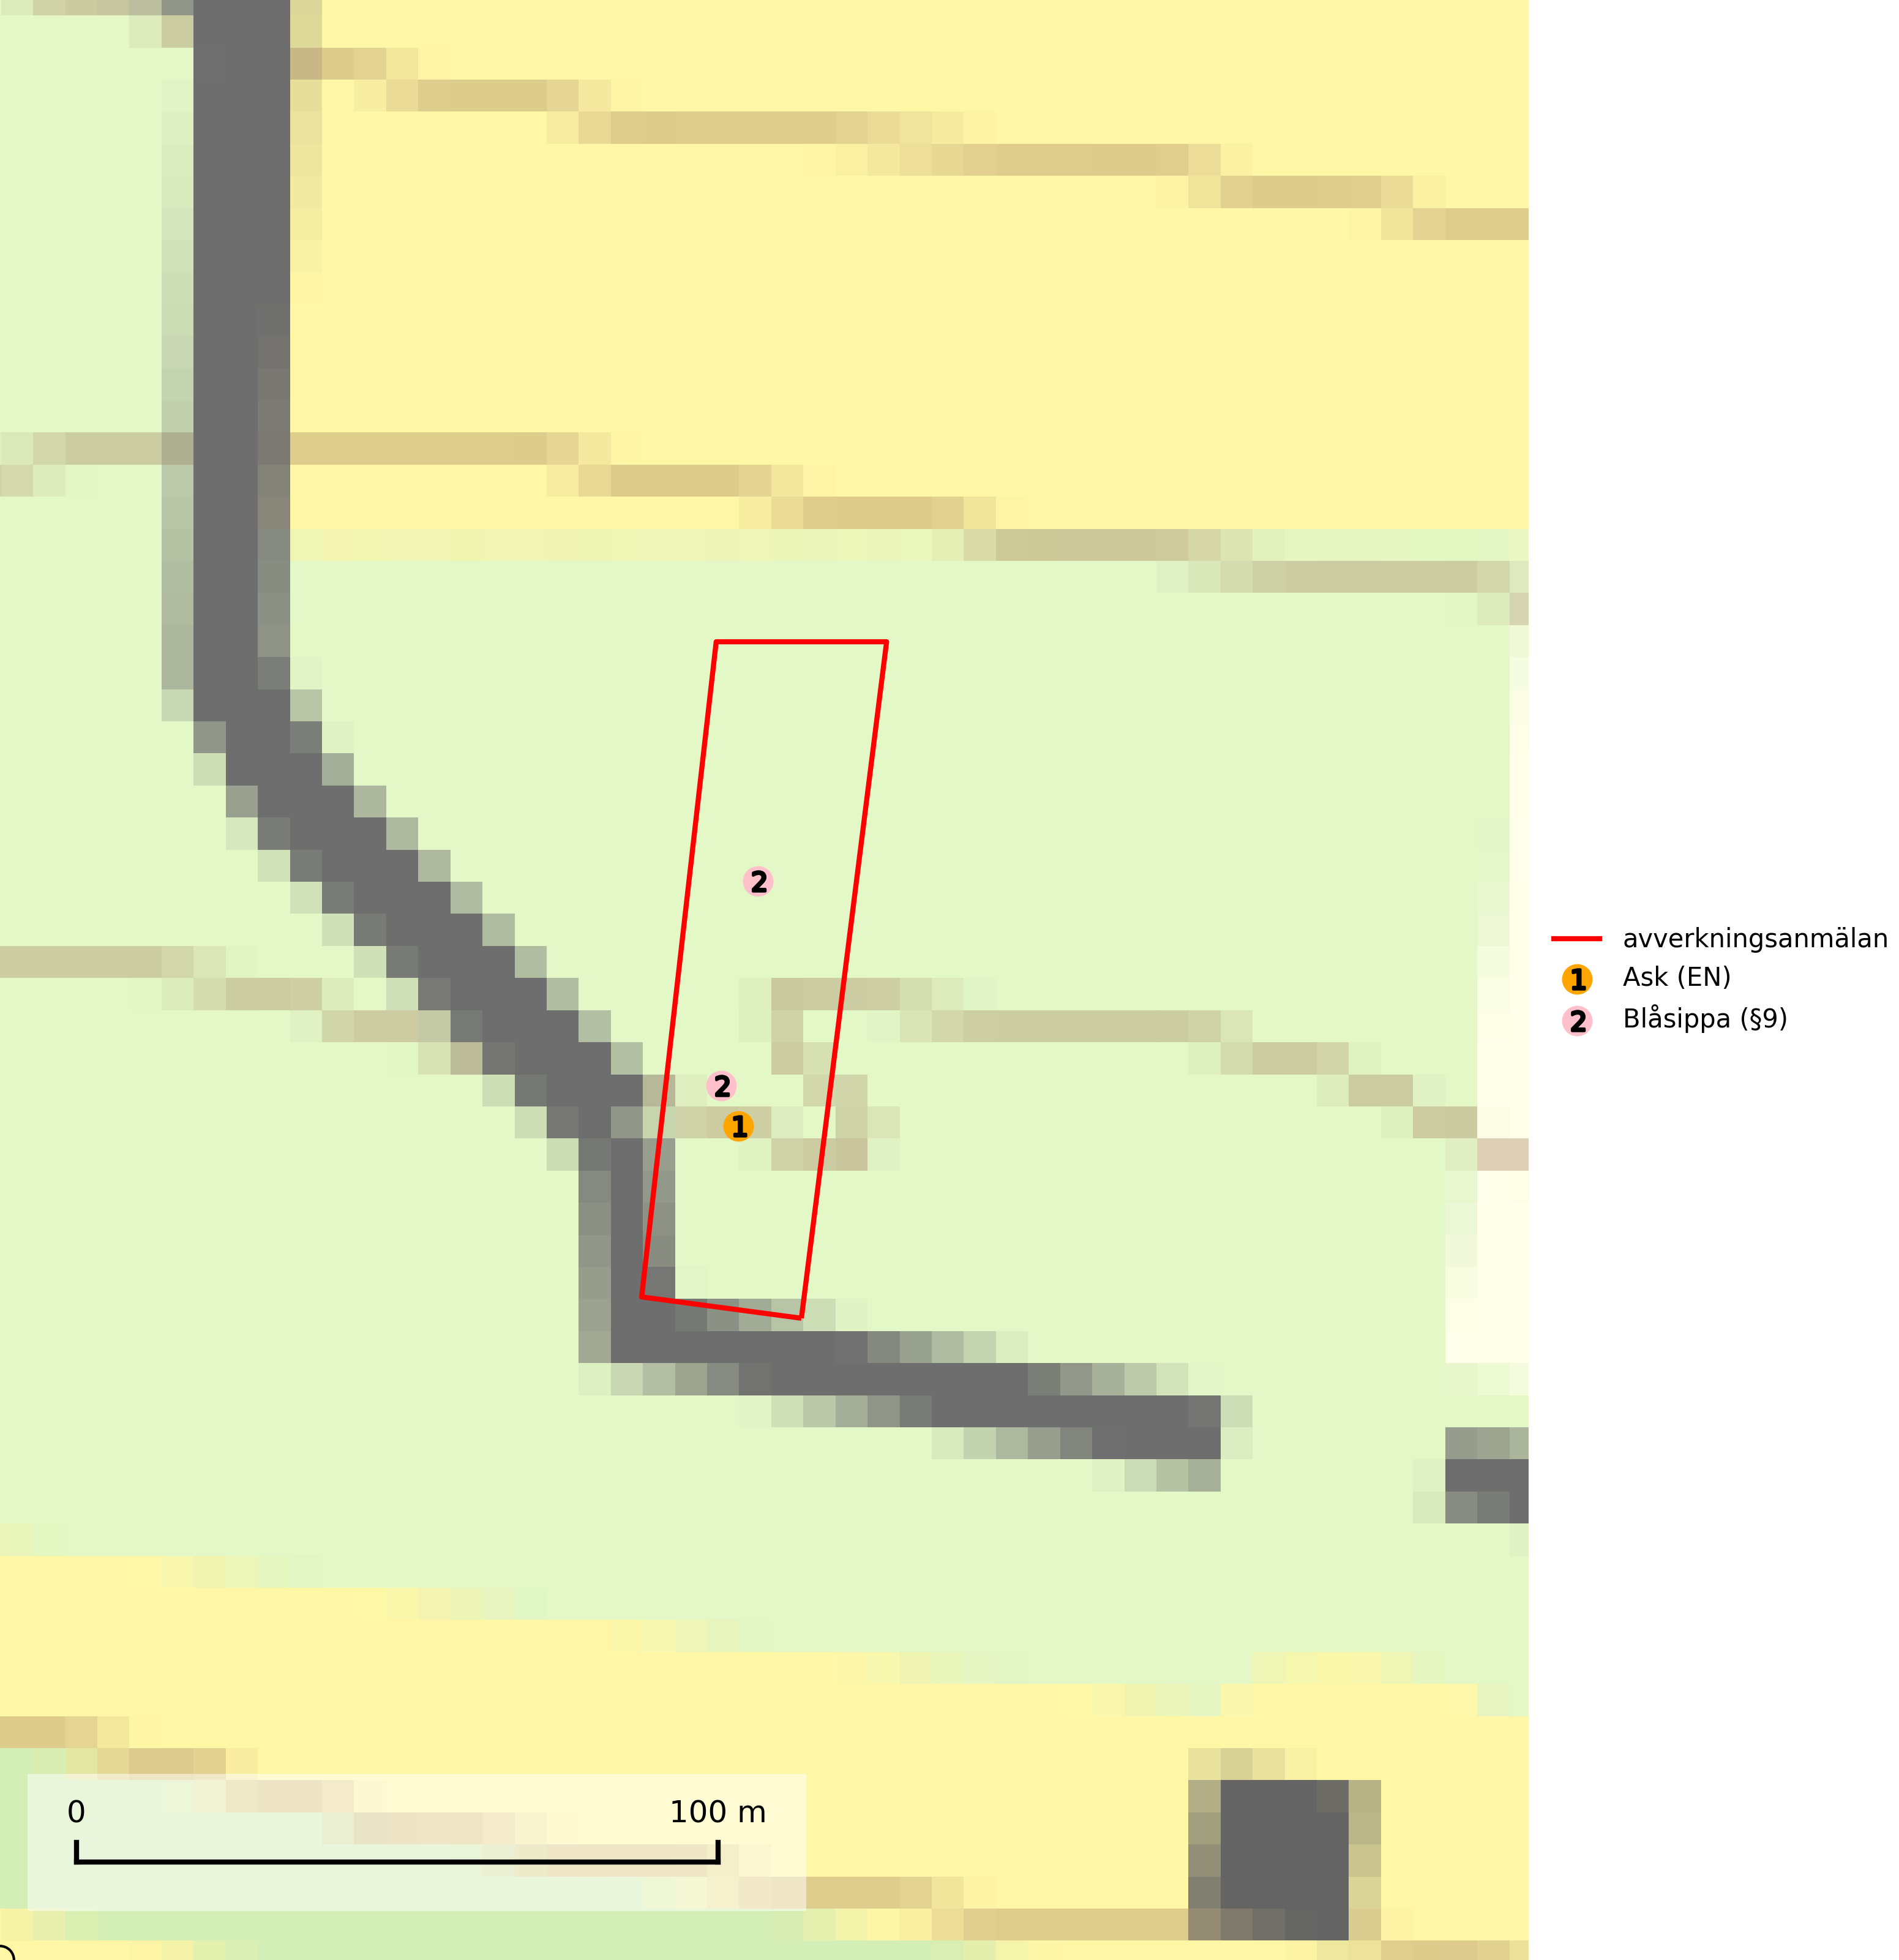 2
2
1
avverkningsanmälan
1 Ask (EN)
2 Blåsippa (§9)
0 100 m